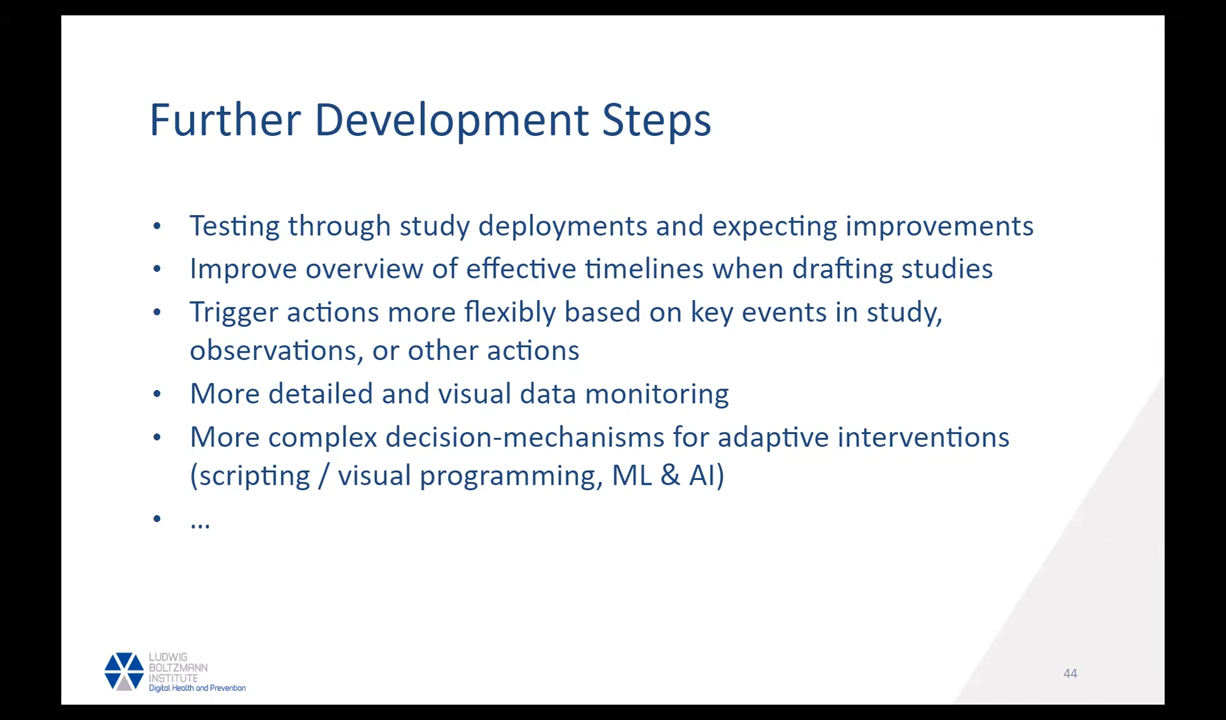 Further Development Steps
• Testing through study deployments and expecting improvements
• Improve overview of effective timelines when drafting studies
• Trigger actions more flexibly based on key events in study,
observations, or other actions
• More detailed and visual data monitoring
• More complex decision-mechanisms for adaptive interventions
(scripting / visual programming, ML & AI)
• ...
LUDWIG
BOLTZMANN
INSTITUTE
Digital Health and Prevention
44